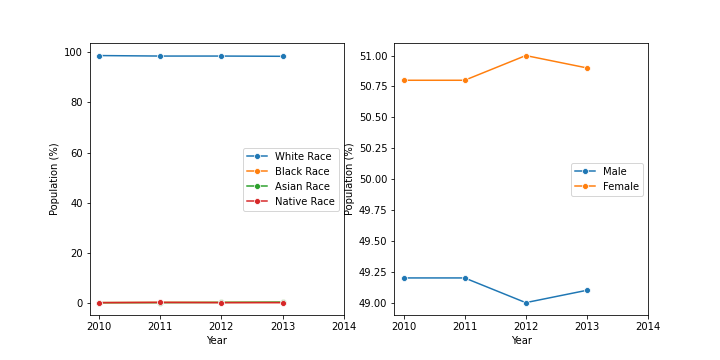 100
80
60
40
20
0
Population (%)
2010 2011 2012 2013 2014
Year
White Race
Black Race
Asian Race
Native Race
51.00
50.75
50.50
50.25
50.00
49.75
49.50
49.25
49.00
Population (%)
2010 2011 2012 2013 2014
Year
Male
Female